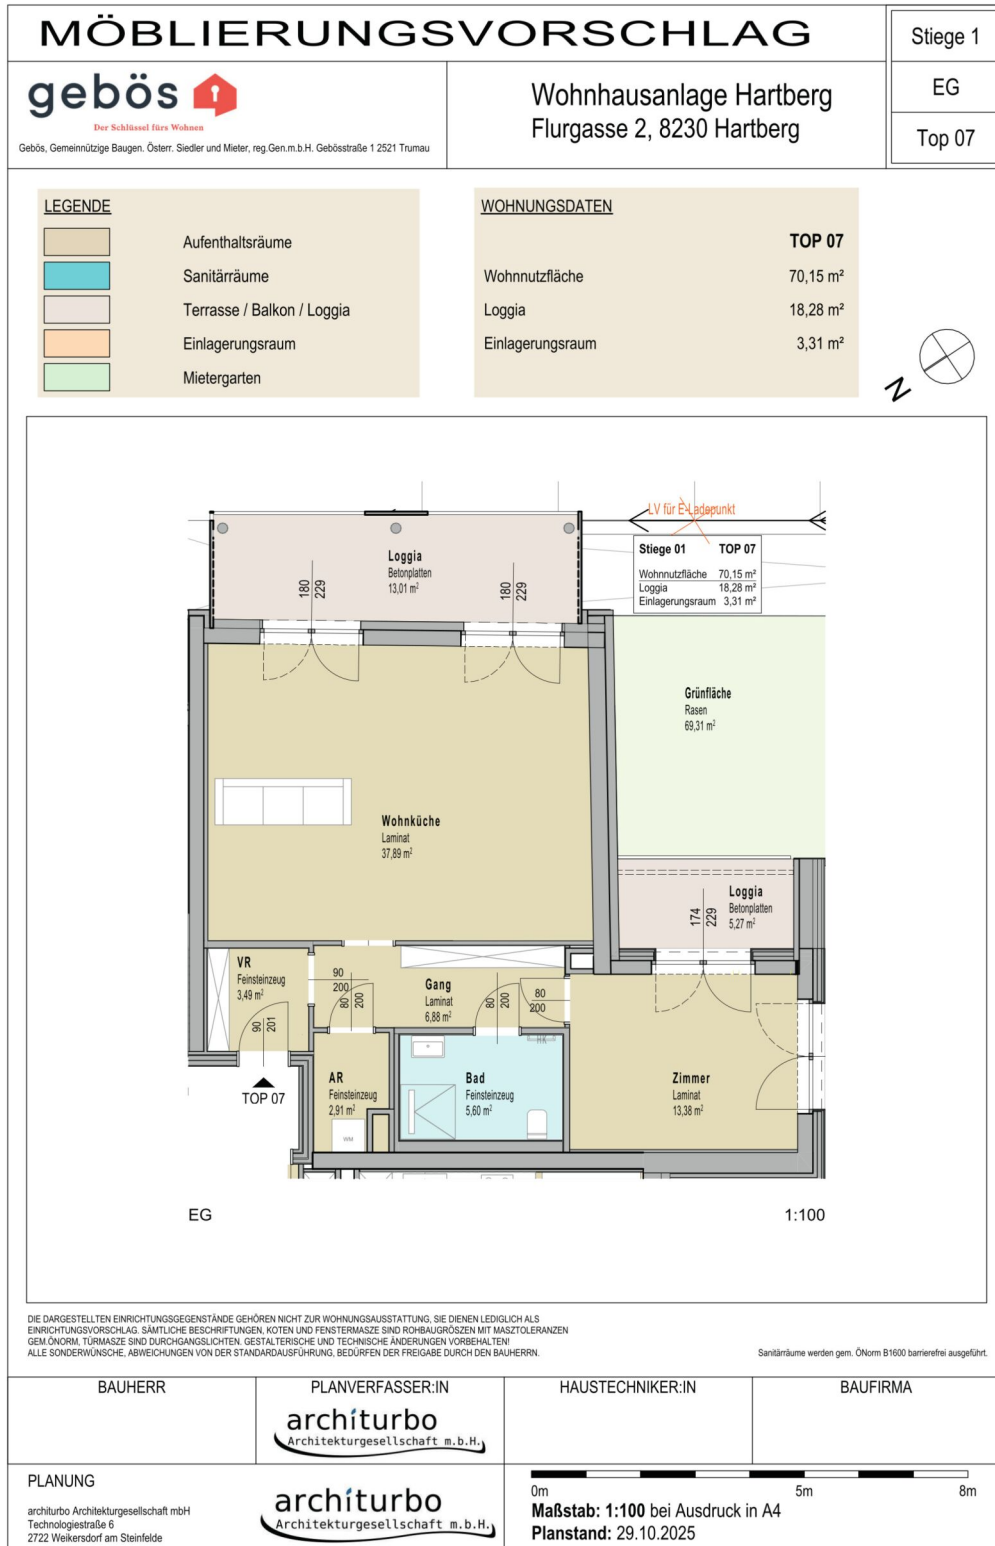 MÖBLIERUNGSVORSCHLAG
Stiege 1
EG
Top 07
gebös
Der Schlüssel fürs Wohnen
Gebös, Gemeinnützige Baugen. Österr. Siedler und Mieter, reg.Gen.m.b.H. Gebösstraße 1 2521 Trumau
Wohnhausanlage Hartberg
Flurgasse 2, 8230 Hartberg
LEGENDE
Aufenthaltsräume
Sanitärräume
Terrasse / Balkon / Loggia
Einlagerungsraum
Mietergarten
WOHNUNGSDATEN
TOP 07
Wohnnutzfläche 70,15 m²
Loggia 18,28 m²
Einlagerungsraum 3,31 m²
N
LV für E-Ladepunkt
Stiege 01 TOP 07
Wohnnutzfläche 70,15 m²
Loggia 18,28 m²
Einlagerungsraum 3,31 m²
Loggia
Betonplatten
13,01 m²
180
229
180
229
Grünfläche
Rasen
69,31 m²
Wohnküche
Laminat
37,89 m²
Loggia
Betonplatten
5,27 m²
174
229
VR
Feinsteinzeug
3,49 m²
90
201
90
200
80
200
Gang
Laminat
6,88 m²
80
200
80
200
HK
AR
Feinsteinzeug
2,91 m²
WM
Bad
Feinsteinzeug
5,60 m²
Zimmer
Laminat
13,38 m²
TOP 07
EG
1:100
DIE DARGESTELLTEN EINRICHTUNGSGEGENSTÄNDE GEHÖREN NICHT ZUR WOHNUNGSAUSSTATTUNG, SIE DIENEN LEDIGLICH ALS
EINRICHTUNGSVORSCHLAG. SÄMTLICHE BESCHRIFTUNGEN, KOTEN UND FENSTERMASZE SIND ROHBAUGRÖSZEN MIT MASZTOLERANZEN
GEM.ÖNORM, TÜRMASZE SIND DURCHGANGSLICHTEN. GESTALTERISCHE UND TECHNISCHE ÄNDERUNGEN VORBEHALTEN!
ALLE SONDERWÜNSCHE, ABWEICHUNGEN VON DER STANDARDAUSFÜHRUNG, BEDÜRFEN DER FREIGABE DURCH DEN BAUHERRN.
Sanitärräume werden gem. ÖNorm B1600 barrierefrei ausgeführt.
BAUHERR
PLANVERFASSER:IN
HAUSTECHNIKER:IN
BAUFIRMA
architurbo
Architekturgesellschaft m.b.H.
PLANUNG
architurbo Architekturgesellschaft mbH
Technologiestraße 6
2722 Weikersdorf am Steinfelde
architurbo
Architekturgesellschaft m.b.H.
0m 5m 8m
Maßstab: 1:100 bei Ausdruck in A4
Planstand: 29.10.2025